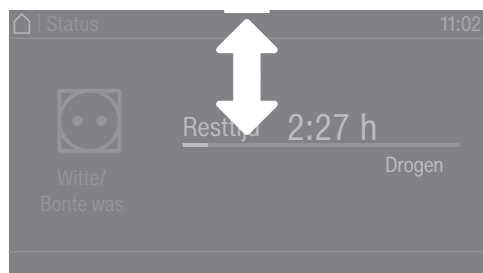 | Status 11:02
Resttijd 2:27 h
Drogen
Witte/
Bonte was